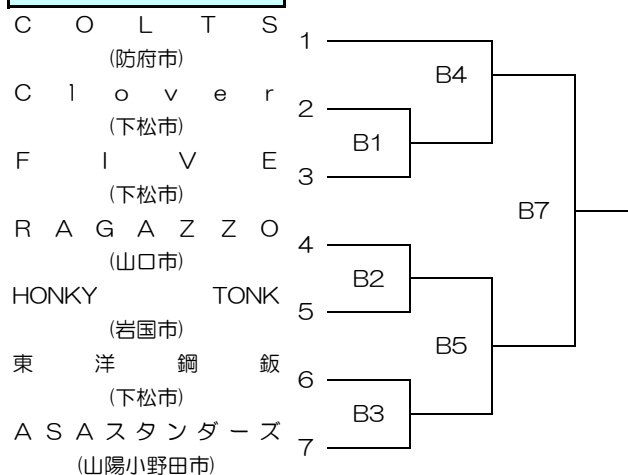 COLTS 1
(防府市)
B4
Clover 2
(下松市)
B1
FIVE 3
(下松市)
B7
RAGAZZO 4
(山口市)
B2
HONKY TONK 5
(岩国市)
B5
東洋鋼鈑 6
(下松市)
B3
ASAスタンダーズ 7
(山陽小野田市)